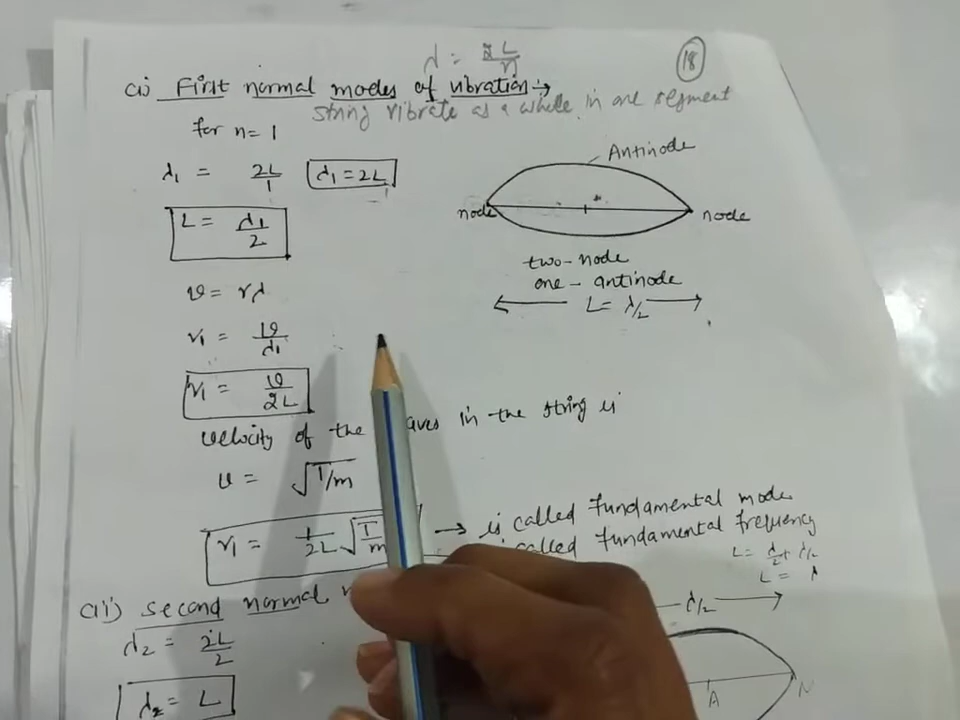 λ = 2L/n
18
(i) First normal modes of vibration →
string vibrate as a whole in one segment
for n = 1
λ1 = 2L/1 λ1 = 2L
L = λ1/2
Antinode
node node
two-node
one - antinode
L = λ/2
v = νλ
ν1 = v/λ1
ν1 = v/2L
velocity of the aves in the string is
v = √T/m
ν1 = 1/2L √T/m → is called fundamental mode
called fundamental frequency
L = λ/2 + λ/2
L = λ
(ii) second normal
λ/2
λ2 = 2L/2
λ2 = L
A N